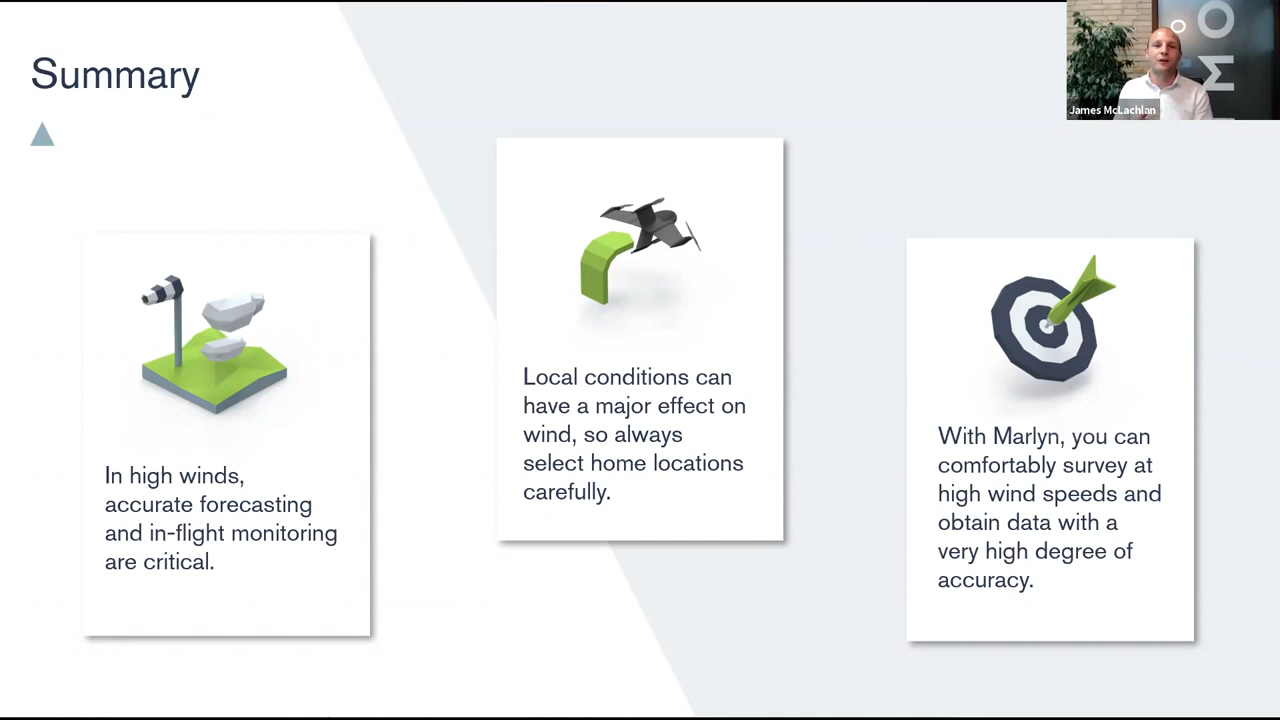 Summary
James McLachlan
In high winds,
accurate forecasting
and in-flight monitoring
are critical.
Local conditions can
have a major effect on
wind, so always
select home locations
carefully.
With Marlyn, you can
comfortably survey at
high wind speeds and
obtain data with a
very high degree of
accuracy.